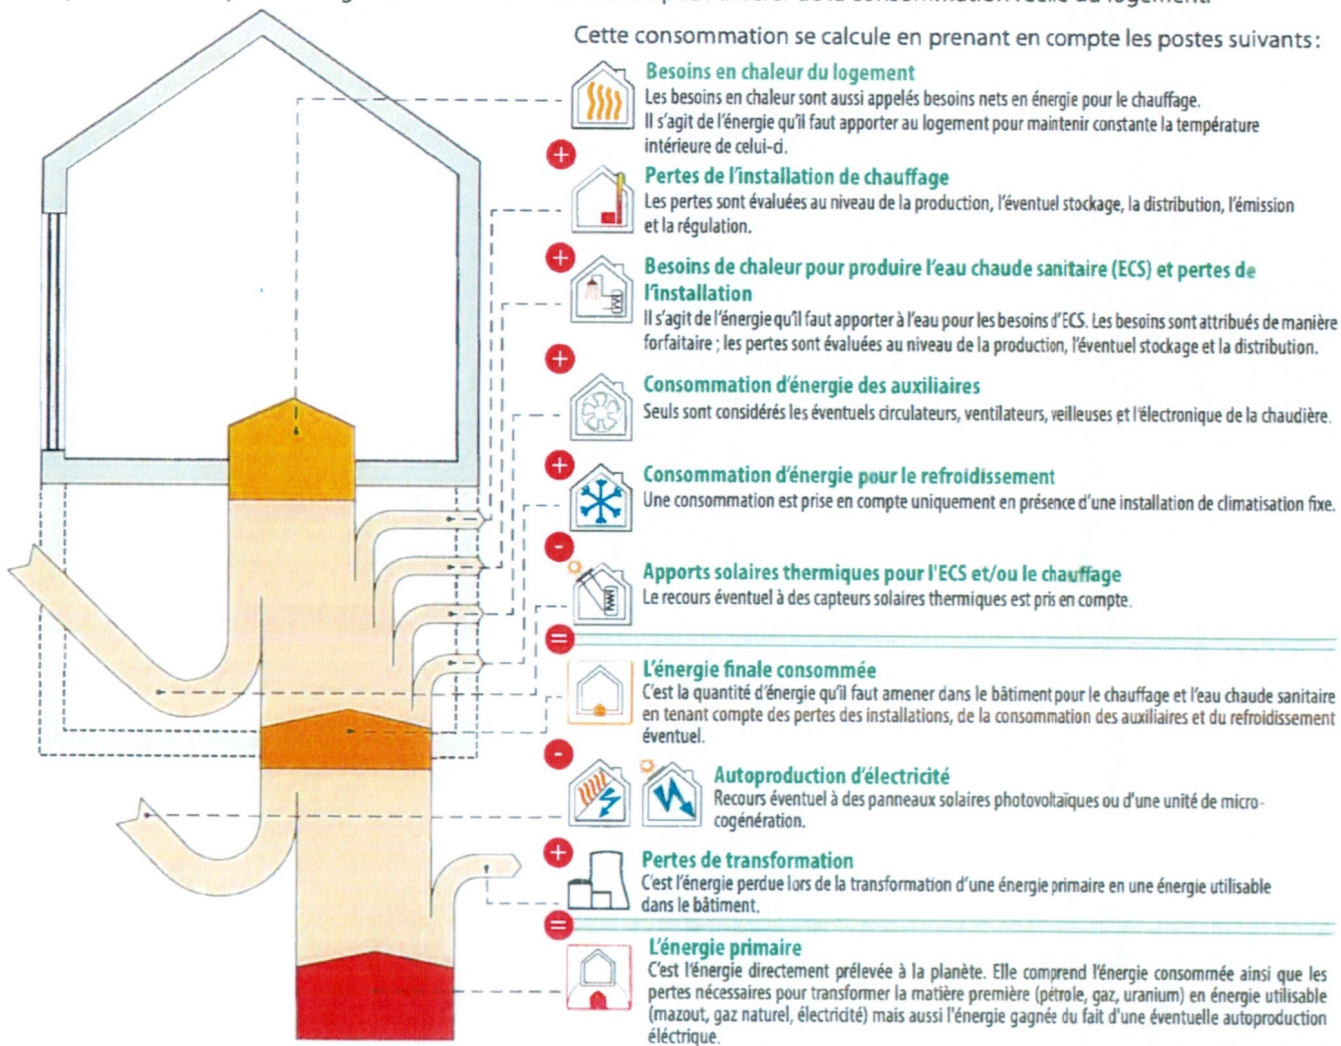 de la consommation réelle du logement.
Cette consommation se calcule en prenant en compte les postes suivants :
Besoins en chaleur du logement
Les besoins en chaleur sont aussi appelés besoins nets en énergie pour le chauffage.
Il s'agit de l'énergie qu'il faut apporter au logement pour maintenir constante la température
intérieure de celui-ci.
+
Pertes de l'installation de chauffage
Les pertes sont évaluées au niveau de la production, l'éventuel stockage, la distribution, l'émission
et la régulation.
+
Besoins de chaleur pour produire l'eau chaude sanitaire (ECS) et pertes de
l'installation
Il s'agit de l'énergie qu'il faut apporter à l'eau pour les besoins d'ECS. Les besoins sont attribués de manière
forfaitaire ; les pertes sont évaluées au niveau de la production, l'éventuel stockage et la distribution.
+
Consommation d'énergie des auxiliaires
Seuls sont considérés les éventuels circulateurs, ventilateurs, veilleuses et l'électronique de la chaudière.
+
Consommation d'énergie pour le refroidissement
Une consommation est prise en compte uniquement en présence d'une installation de climatisation fixe.
-
Apports solaires thermiques pour l'ECS et/ou le chauffage
Le recours éventuel à des capteurs solaires thermiques est pris en compte.
=
L'énergie finale consommée
C'est la quantité d'énergie qu'il faut amener dans le bâtiment pour le chauffage et l'eau chaude sanitaire
en tenant compte des pertes des installations, de la consommation des auxiliaires et du refroidissement
éventuel.
-
Autoproduction d'électricité
Recours éventuel à des panneaux solaires photovoltaïques ou d'une unité de micro-
cogénération.
+
Pertes de transformation
C'est l'énergie perdue lors de la transformation d'une énergie primaire en une énergie utilisable
dans le bâtiment.
=
L'énergie primaire
C'est l'énergie directement prélevée à la planète. Elle comprend l'énergie consommée ainsi que les
pertes nécessaires pour transformer la matière première (pétrole, gaz, uranium) en énergie utilisable
(mazout, gaz naturel, électricité) mais aussi l'énergie gagnée du fait d'une éventuelle autoproduction
éléctrique.